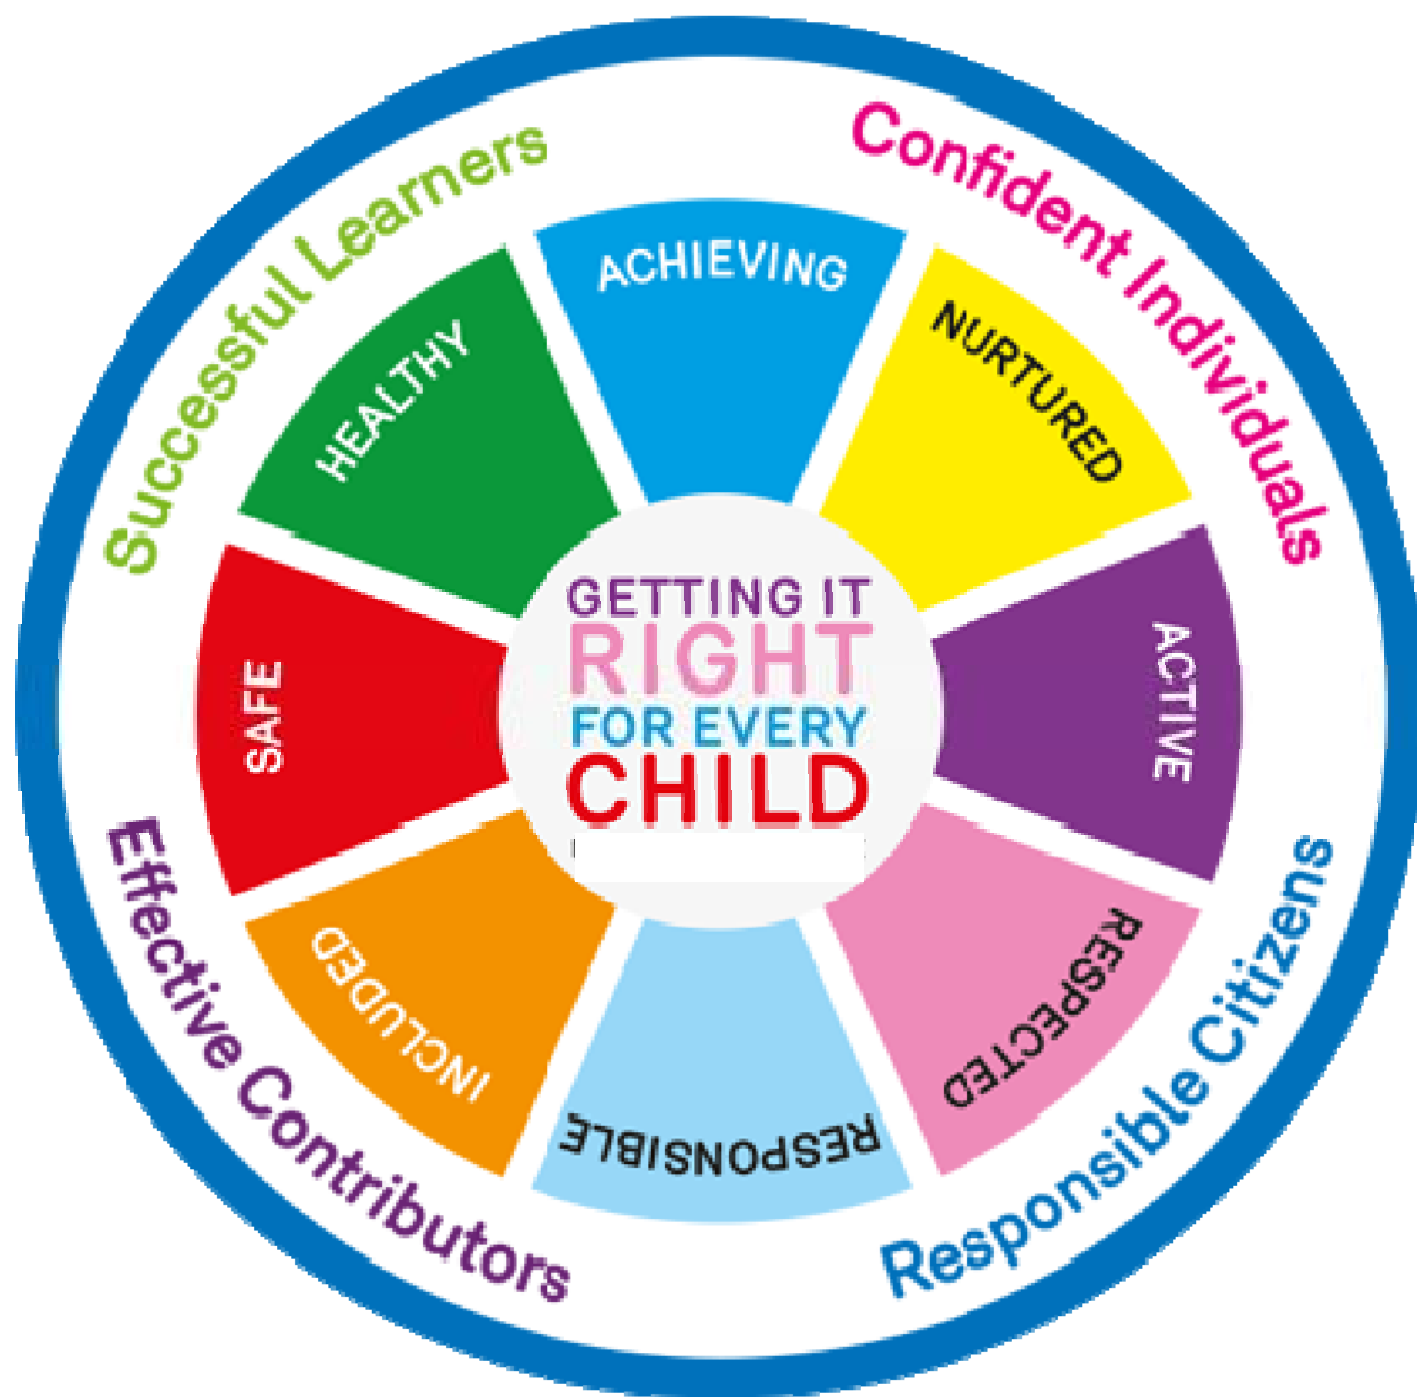 Successful Learners
Confident Individuals
ACHIEVING
NURTURED
ACTIVE
RESPECTED
RESPONSIBLE
INCLUDED
SAFE
HEALTHY
GETTING IT
RIGHT
FOR EVERY
CHILD
Responsible Citizens
Effective Contributors